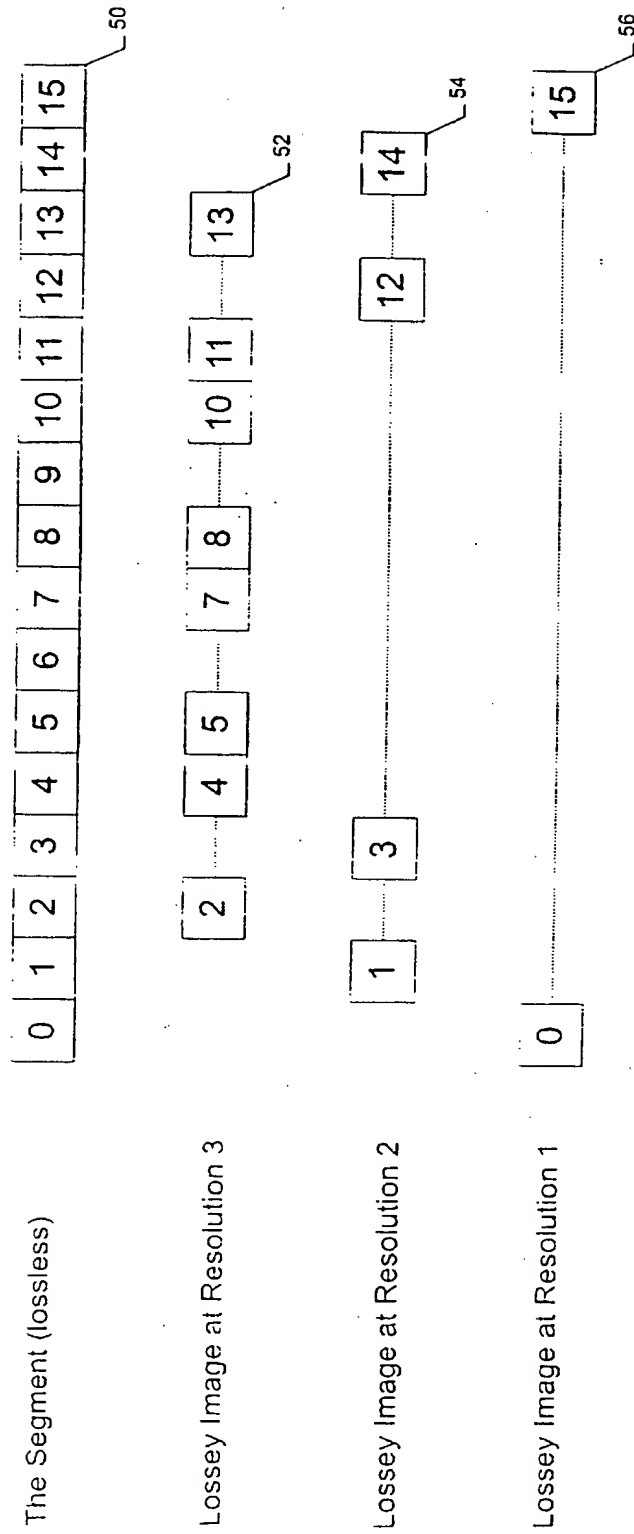 The Segment (lossless)
0 1 2 3 4 5 6 7 8 9 10 11 12 13 14 15
50
Lossey Image at Resolution 3
2 4 5 7 8 10 11 13
52
Lossey Image at Resolution 2
1 3 12 14
54
Lossey Image at Resolution 1
0 15
56